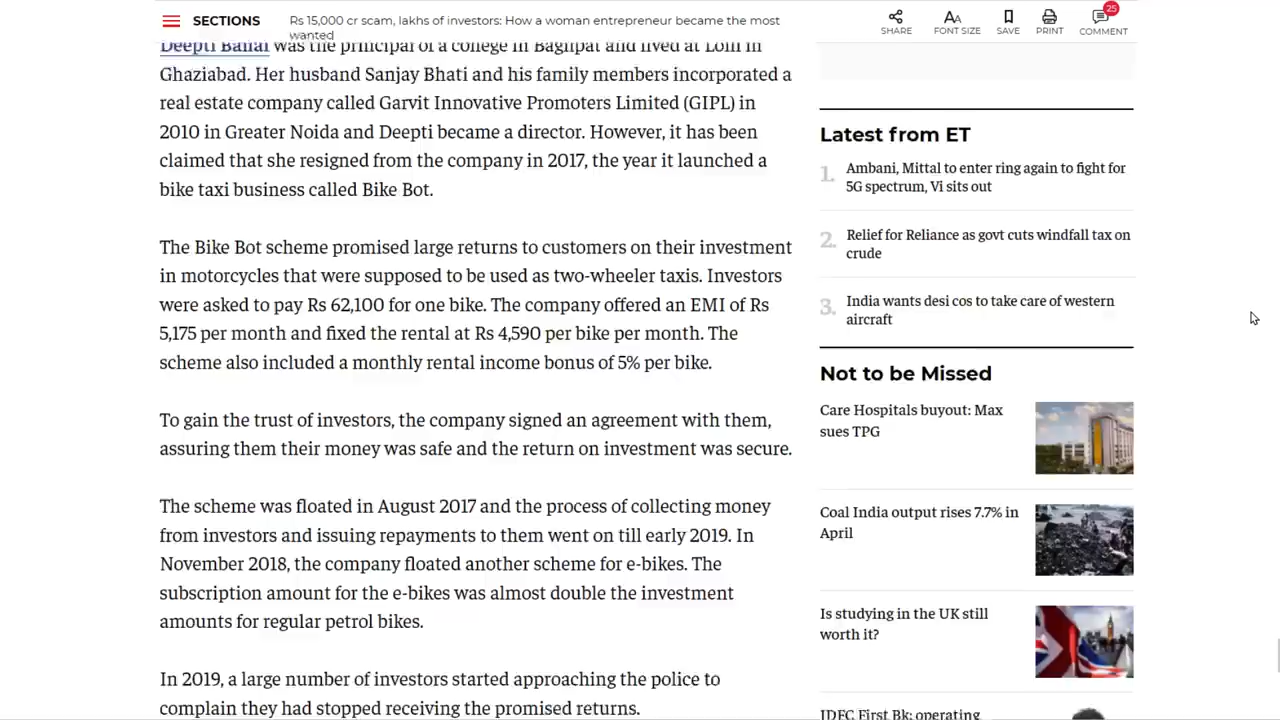 SECTIONS
Rs 15,000 cr scam, lakhs of investors: How a woman entrepreneur became the most
wanted
SHARE
FONT SIZE
SAVE
PRINT
25
COMMENT
Deepti Bahal was the principal of a college in Baghpat and lived at Loni in
Ghaziabad. Her husband Sanjay Bhati and his family members incorporated a
real estate company called Garvit Innovative Promoters Limited (GIPL) in
2010 in Greater Noida and Deepti became a director. However, it has been
claimed that she resigned from the company in 2017, the year it launched a
bike taxi business called Bike Bot.
The Bike Bot scheme promised large returns to customers on their investment
in motorcycles that were supposed to be used as two-wheeler taxis. Investors
were asked to pay Rs 62,100 for one bike. The company offered an EMI of Rs
5,175 per month and fixed the rental at Rs 4,590 per bike per month. The
scheme also included a monthly rental income bonus of 5% per bike.
To gain the trust of investors, the company signed an agreement with them,
assuring them their money was safe and the return on investment was secure.
The scheme was floated in August 2017 and the process of collecting money
from investors and issuing repayments to them went on till early 2019. In
November 2018, the company floated another scheme for e-bikes. The
subscription amount for the e-bikes was almost double the investment
amounts for regular petrol bikes.
In 2019, a large number of investors started approaching the police to
complain they had stopped receiving the promised returns.
Latest from ET
1. Ambani, Mittal to enter ring again to fight for
5G spectrum, Vi sits out
2. Relief for Reliance as govt cuts windfall tax on
crude
3. India wants desi cos to take care of western
aircraft
Not to be Missed
Care Hospitals buyout: Max
sues TPG
Coal India output rises 7.7% in
April
Is studying in the UK still
worth it?
IDFC First Bk: operating